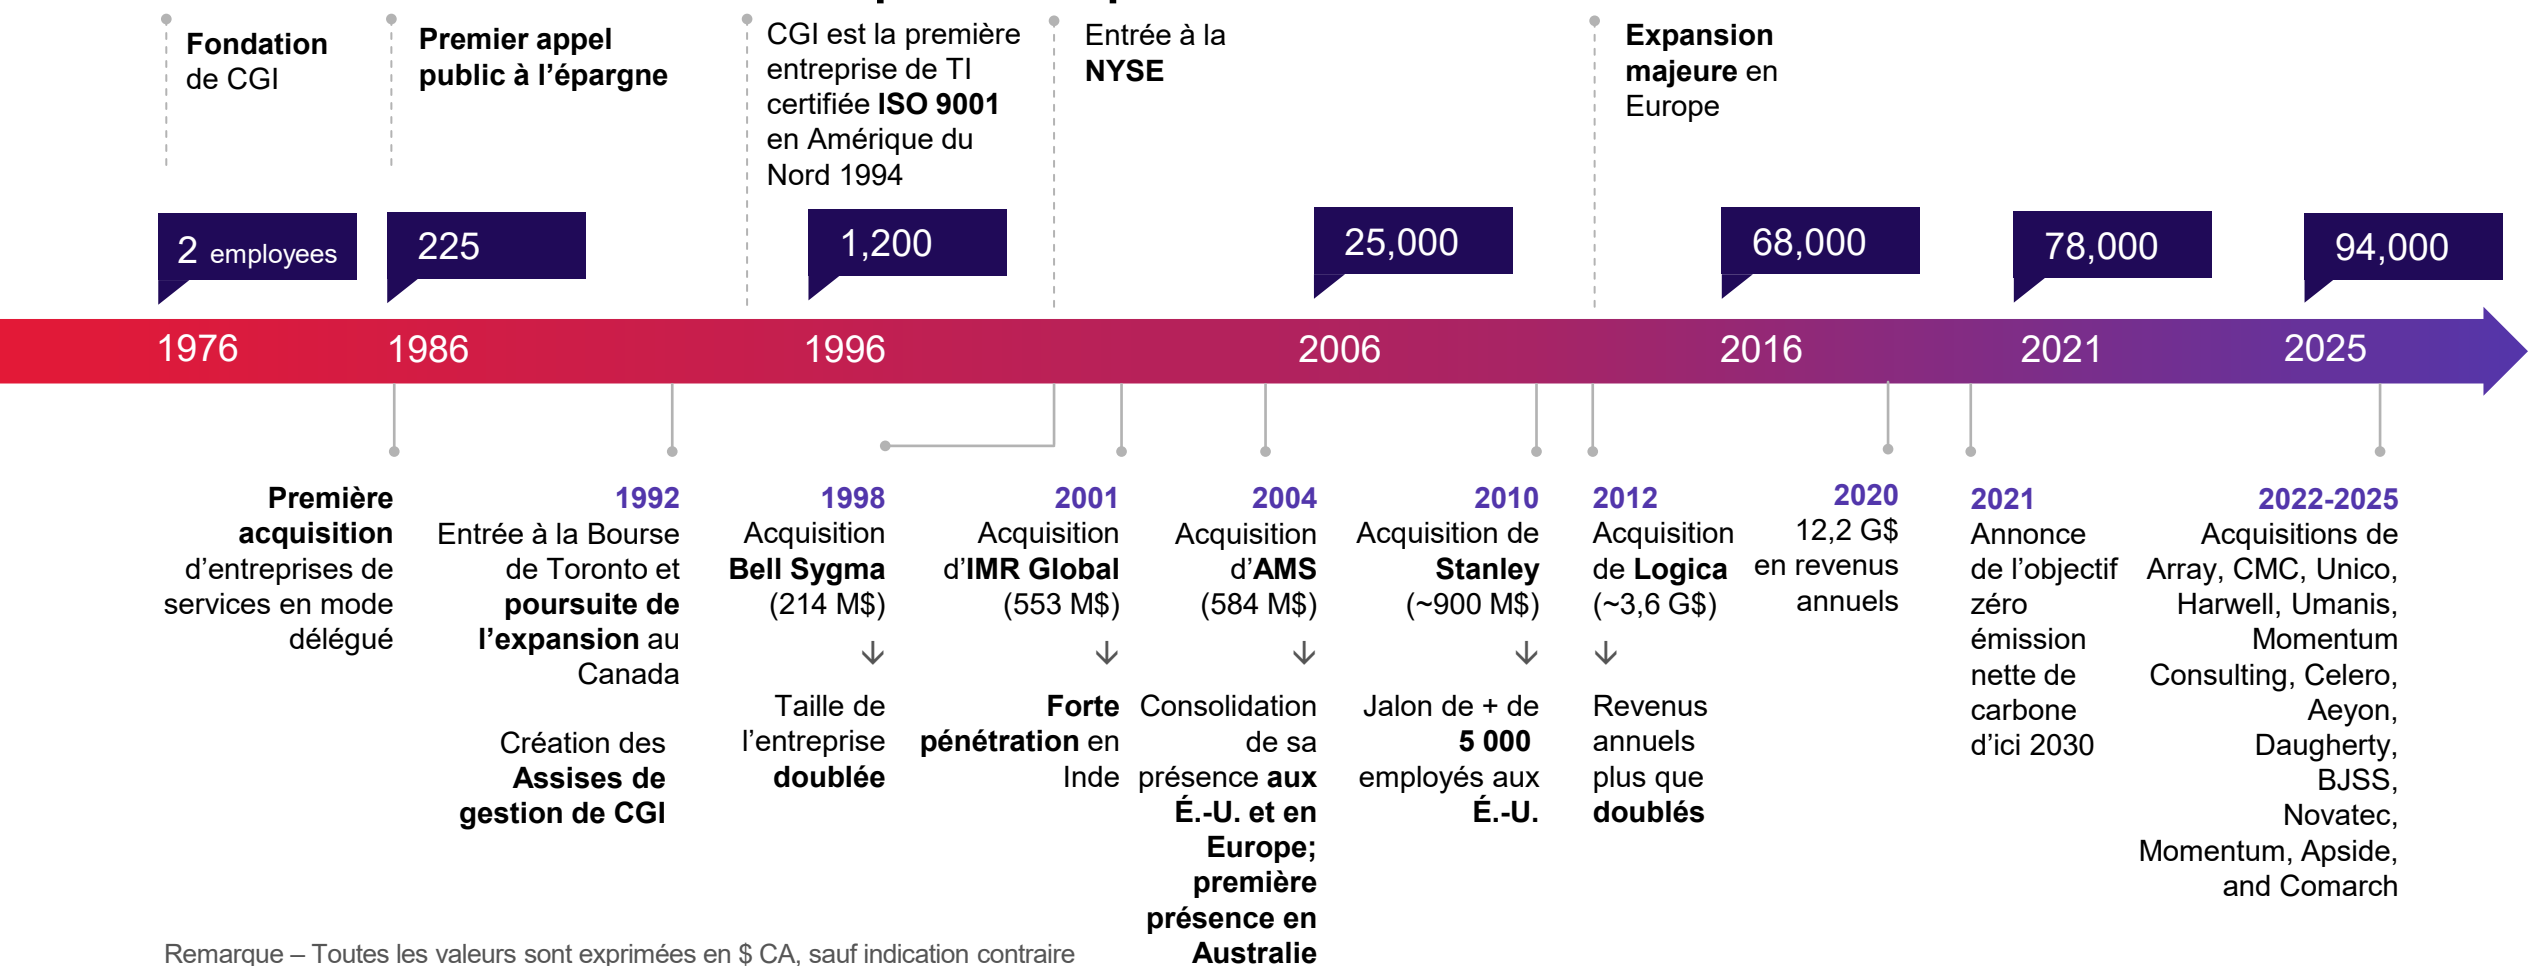 Fondation
de CGI
Premier appel
public à l’épargne
CGI est la première
entreprise de TI
certifiée ISO 9001
en Amérique du
Nord 1994
Entrée à la
NYSE
Expansion
majeure en
Europe
2 employees
225
1,200
25,000
68,000
78,000
94,000
1976
1986
1996
2006
2016
2021
2025
Première
acquisition
d’entreprises de
services en mode
délégué
1992
Entrée à la Bourse
de Toronto et
poursuite de
l’expansion au
Canada
Création des
Assises de
gestion de CGI
1998
Acquisition
Bell Sygma
(214 M$)
Taille de
l’entreprise
doublée
2001
Acquisition
d’IMR Global
(553 M$)
Forte
pénétration en
Inde
2004
Acquisition
d’AMS
(584 M$)
Consolidation
de sa
présence aux
É.-U. et en
Europe;
première
présence en
Australie
2010
Acquisition de
Stanley
(~900 M$)
Jalon de + de
5 000
employés aux
É.-U.
2012
Acquisition
de Logica
(~3,6 G$)
Revenus
annuels
plus que
doublés
2020
12,2 G$
en revenus
annuels
2021
Annonce
de l’objectif
zéro
émission
nette de
carbone
d’ici 2030
2022-2025
Acquisitions de
Array, CMC, Unico,
Harwell, Umanis,
Momentum
Consulting, Celero,
Aeyon,
Daugherty,
BJSS,
Novatec,
Momentum, Apside,
and Comarch
Remarque – Toutes les valeurs sont exprimées en $ CA, sauf indication contraire